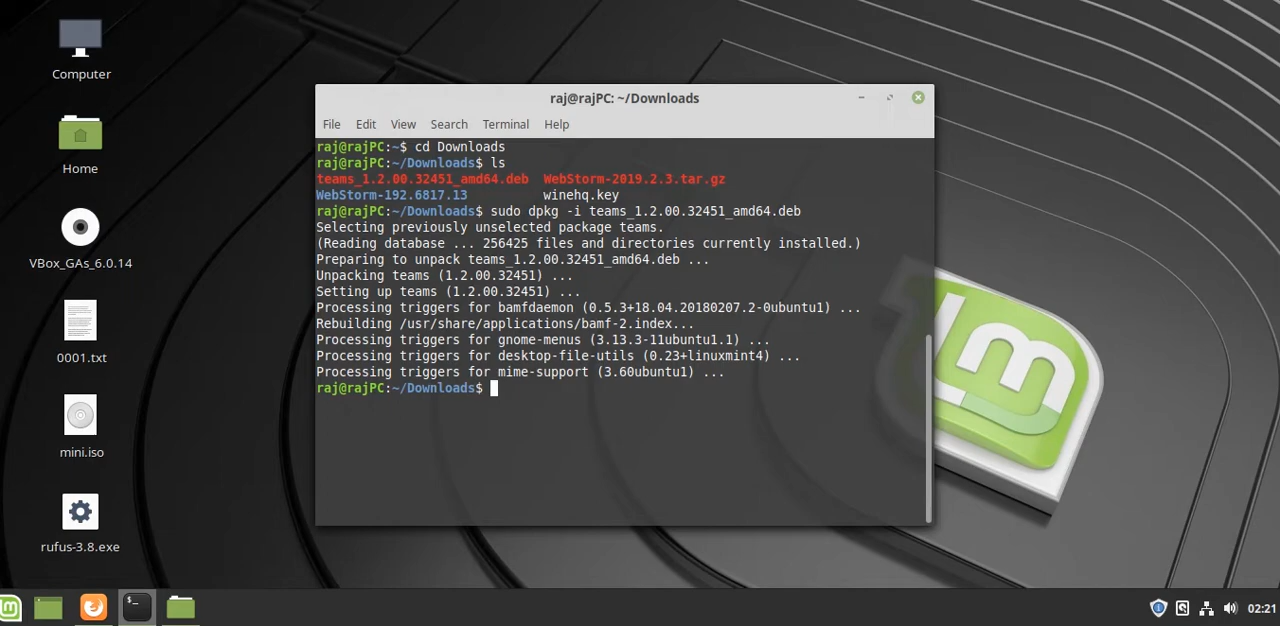 Computer
Home
VBox_GAs_6.0.14
0001.txt
mini.iso
rufus-3.8.exe
raj@rajPC: ~/Downloads
File Edit View Search Terminal Help
raj@rajPC:~$ cd Downloads
raj@rajPC:~/Downloads$ ls
teams_1.2.00.32451_amd64.deb WebStorm-2019.2.3.tar.gz
WebStorm-192.6817.13 winehq.key
raj@rajPC:~/Downloads$ sudo dpkg -i teams_1.2.00.32451_amd64.deb
Selecting previously unselected package teams.
(Reading database ... 256425 files and directories currently installed.)
Preparing to unpack teams_1.2.00.32451_amd64.deb ...
Unpacking teams (1.2.00.32451) ...
Setting up teams (1.2.00.32451) ...
Processing triggers for bamfdaemon (0.5.3+18.04.20180207.2-0ubuntu1) ...
Rebuilding /usr/share/applications/bamf-2.index...
Processing triggers for gnome-menus (3.13.3-11ubuntu1.1) ...
Processing triggers for desktop-file-utils (0.23+linuxmint4) ...
Processing triggers for mime-support (3.60ubuntu1) ...
raj@rajPC:~/Downloads$
02:21